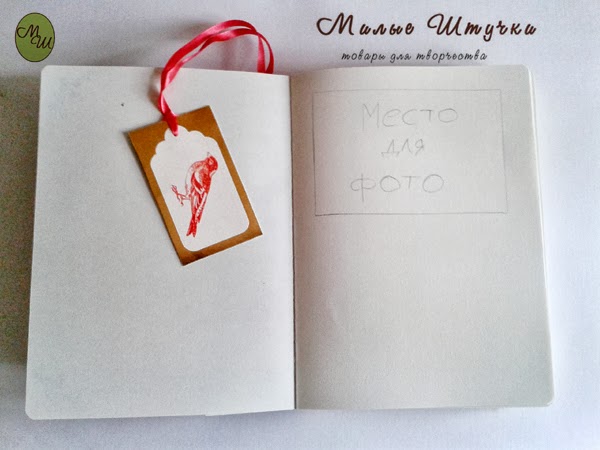 МШ
Милые Штучки
товары для творчества
Место
для
фото